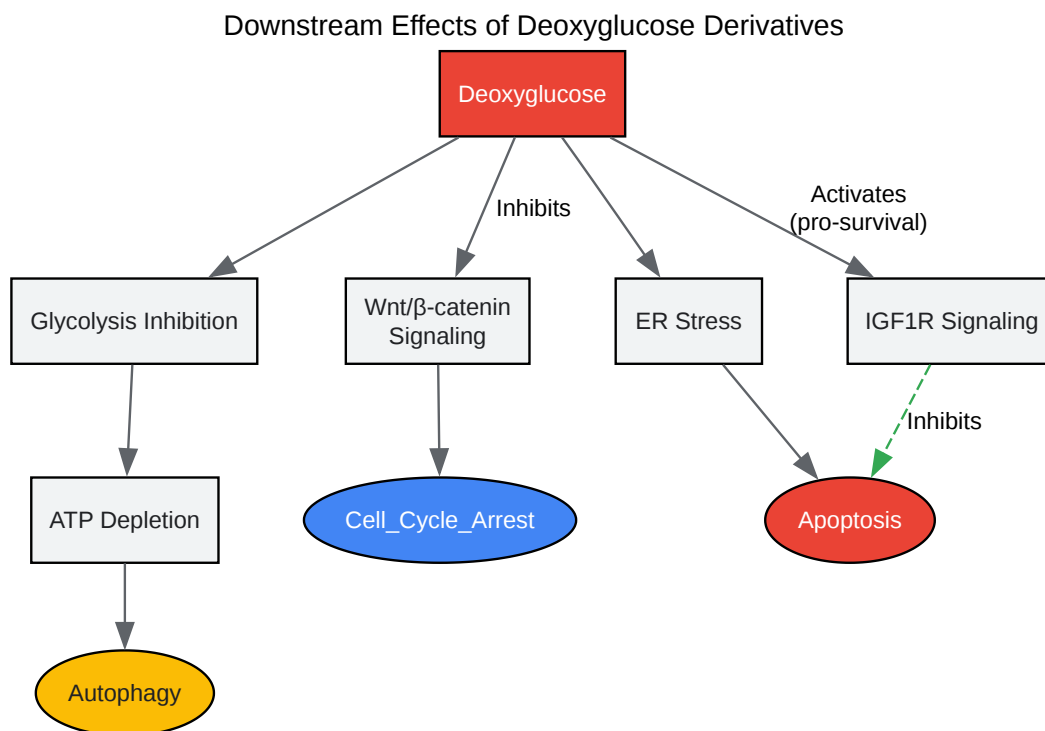 Downstream Effects of Deoxyglucose Derivatives
Deoxyglucose
Inhibits
Activates
(pro-survival)
Glycolysis Inhibition
Wnt/β-catenin
Signaling
ER Stress
IGF1R Signaling
Inhibits
ATP Depletion
Cell_Cycle_Arrest
Apoptosis
Autophagy